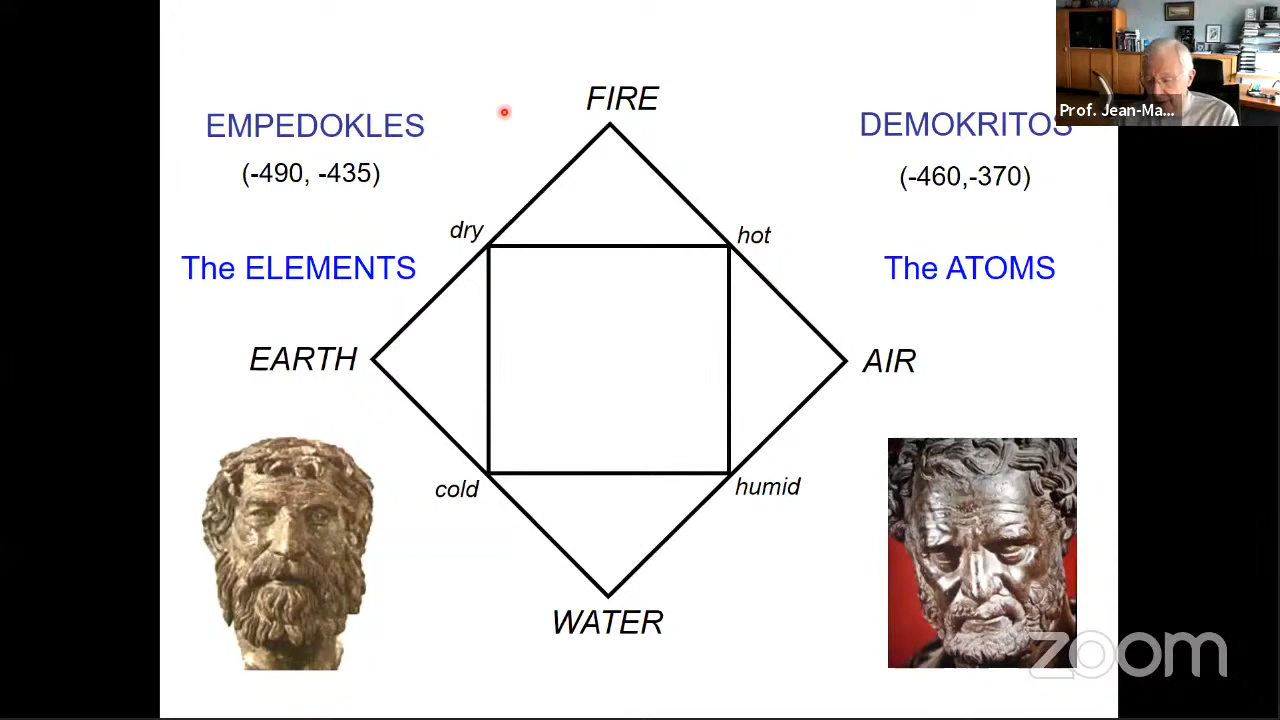 FIRE
EMPEDOKLES
(-490, -435)
DEMOKRITOS
(-460,-370)
Prof. Jean-Ma...
dry
hot
The ELEMENTS
The ATOMS
EARTH
AIR
cold
humid
WATER
zoom